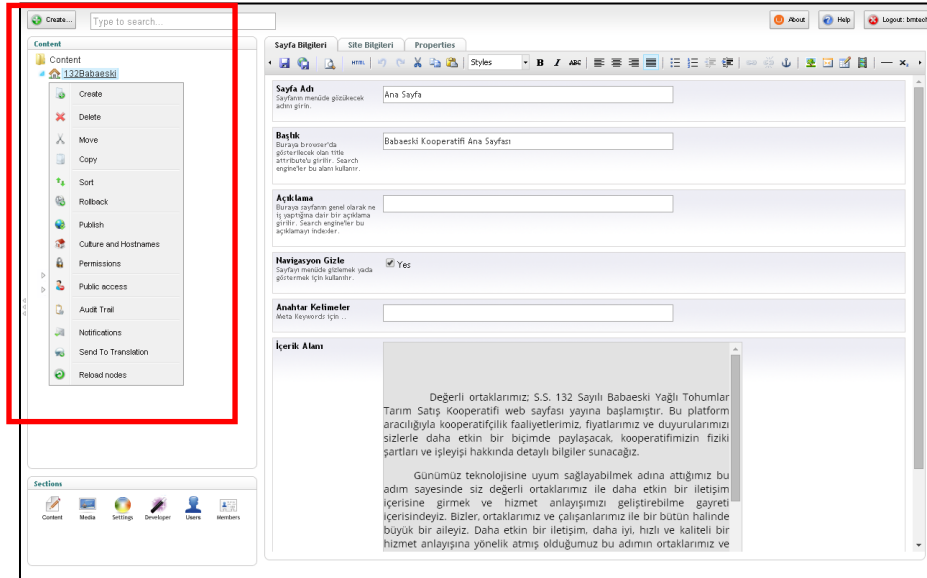 Create...
Type to search...
About
Help
Logout: bmtech
Content
Content
132Babaeski
Create
Delete
Move
Copy
Sort
Rollback
Publish
Culture and Hostnames
Permissions
Public access
Audit Trail
Notifications
Send To Translation
Reload nodes
Sections
Content
Media
Settings
Developer
Users
Members
Sayfa Bilgileri
Site Bilgileri
Properties
HTML
Styles
B I ABC
Sayfa Adı
Sayfanın menüde gözükecek
adını girin.
Ana Sayfa
Başlık
Buraya browser'da
gösterilecek olan title
attribute'u girilir. Search
engine'ler bu alanı kullanır.
Babaeski Kooperatifi Ana Sayfası
Açıklama
Buraya sayfanın genel olarak ne
iş yaptığına dair bir açıklama
girilir. Search engine'ler bu
açıklamayı indexler.
Navigasyon Gizle
Sayfayı menüde gizlemek yada
göstermek için kullanılır.
Yes
Anahtar Kelimeler
Meta Keywords için ...
İçerik Alanı
Değerli ortaklarımız; S.S. 132 Sayılı Babaeski Yağlı Tohumlar
Tarım Satış Kooperatifi web sayfası yayına başlamıştır. Bu platform
aracılığıyla kooperatifçilik faaliyetlerimiz, fiyatlarımız ve duyurularımızı
sizlerle daha etkin bir biçimde paylaşacak, kooperatifimizin fiziki
şartları ve işleyişi hakkında detaylı bilgiler sunacağız.
Günümüz teknolojisine uyum sağlayabilmek adına attığımız bu
adım sayesinde siz değerli ortaklarımız ile daha etkin bir iletişim
içerisine girmek ve hizmet anlayışımızı geliştirebilme gayreti
içerisindeyiz. Bizler, ortaklarımız ve çalışanlarımız ile bir bütün halinde
büyük bir aileyiz. Daha etkin bir iletişim, daha iyi, hızlı ve kaliteli bir
hizmet anlayışına yönelik atmış olduğumuz bu adımın ortaklarımız ve